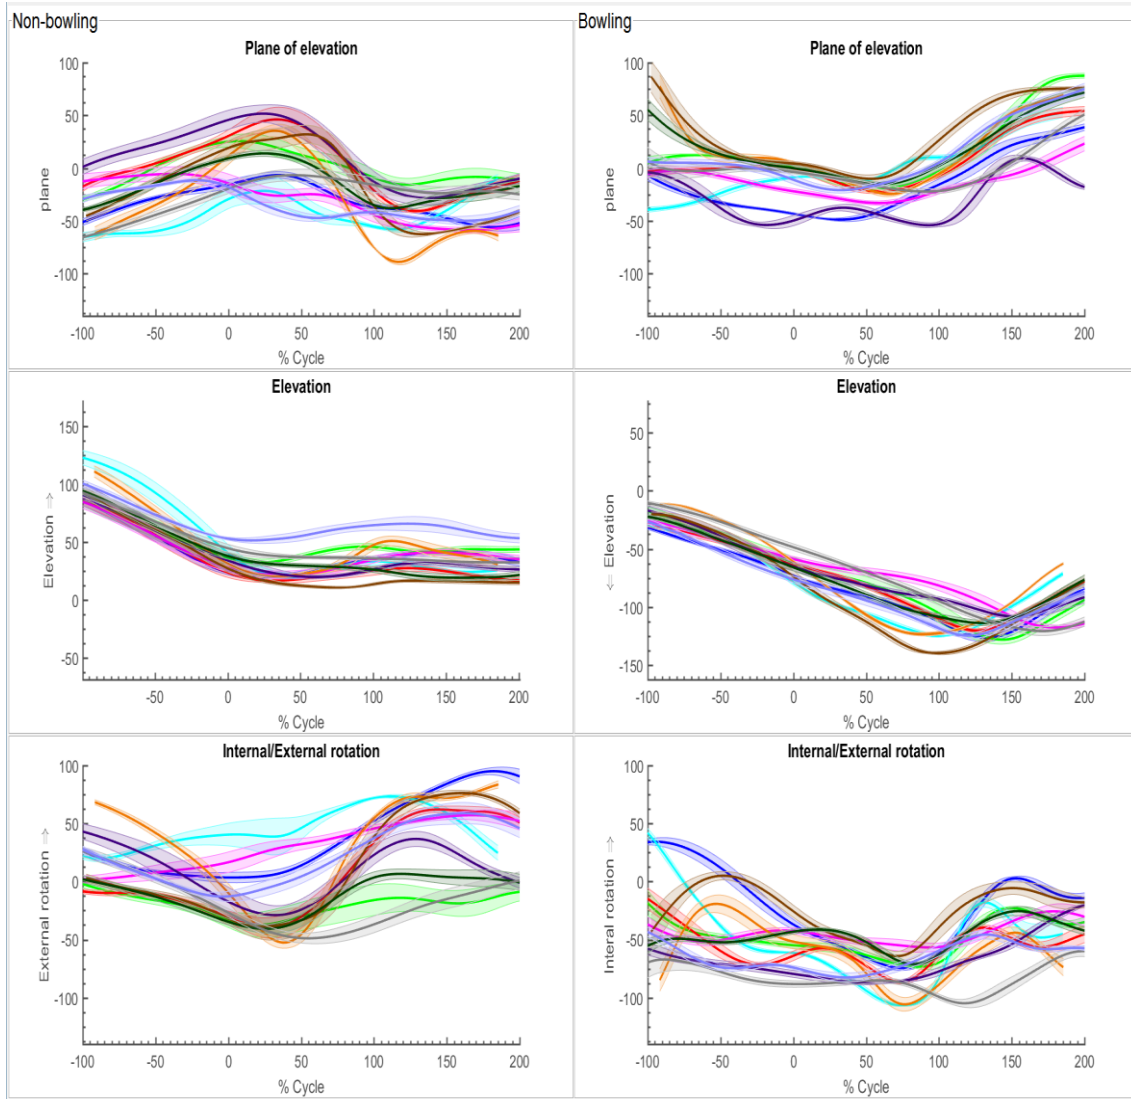 Non-bowling
Plane of elevation
100
50
0
-50
-100
plane
-100 -50 0 50 100 150 200
% Cycle
Bowling
Plane of elevation
100
50
0
-50
-100
plane
-100 -50 0 50 100 150 200
% Cycle
Elevation
150
100
50
0
-50
Elevation ⇒
-50 0 50 100 150 200
% Cycle
Elevation
50
0
-50
-100
-150
⇐ Elevation
-100 -50 0 50 100 150 200
% Cycle
Internal/External rotation
100
50
0
-50
-100
External rotation ⇒
-100 -50 0 50 100 150 200
% Cycle
Internal/External rotation
100
50
0
-50
-100
Interal rotation ⇒
-100 -50 0 50 100 150 200
% Cycle